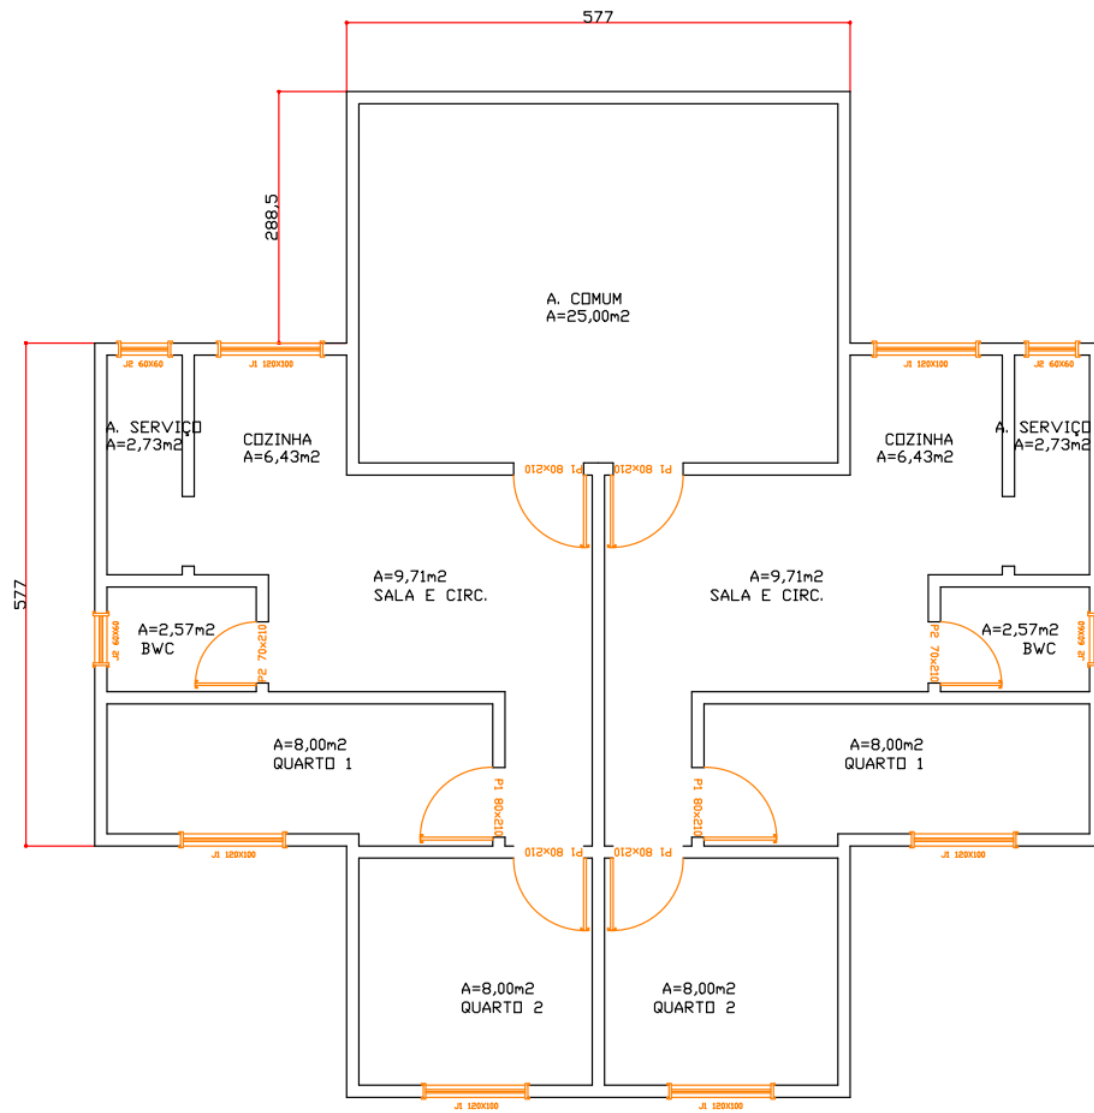 577
288,5
A. COMUM
A=25,00m2
J2 60X60
J1 120X100
J1 120X100
J2 60X60
A. SERVIÇO
A=2,73m2
COZINHA
A=6,43m2
COZINHA
A=6,43m2
A. SERVIÇO
A=2,73m2
P1 80x210
P1 80x210
577
A=9,71m2
SALA E CIRC.
A=9,71m2
SALA E CIRC.
J2 60X60
A=2,57m2
BWC
P2 70x210
P2 70x210
A=2,57m2
BWC
J2 60X60
A=8,00m2
QUARTO 1
P1 80x210
P1 80x210
A=8,00m2
QUARTO 1
J1 120X100
P1 80x210
P1 80x210
J1 120X100
A=8,00m2
QUARTO 2
A=8,00m2
QUARTO 2
J1 120X100
J1 120X100